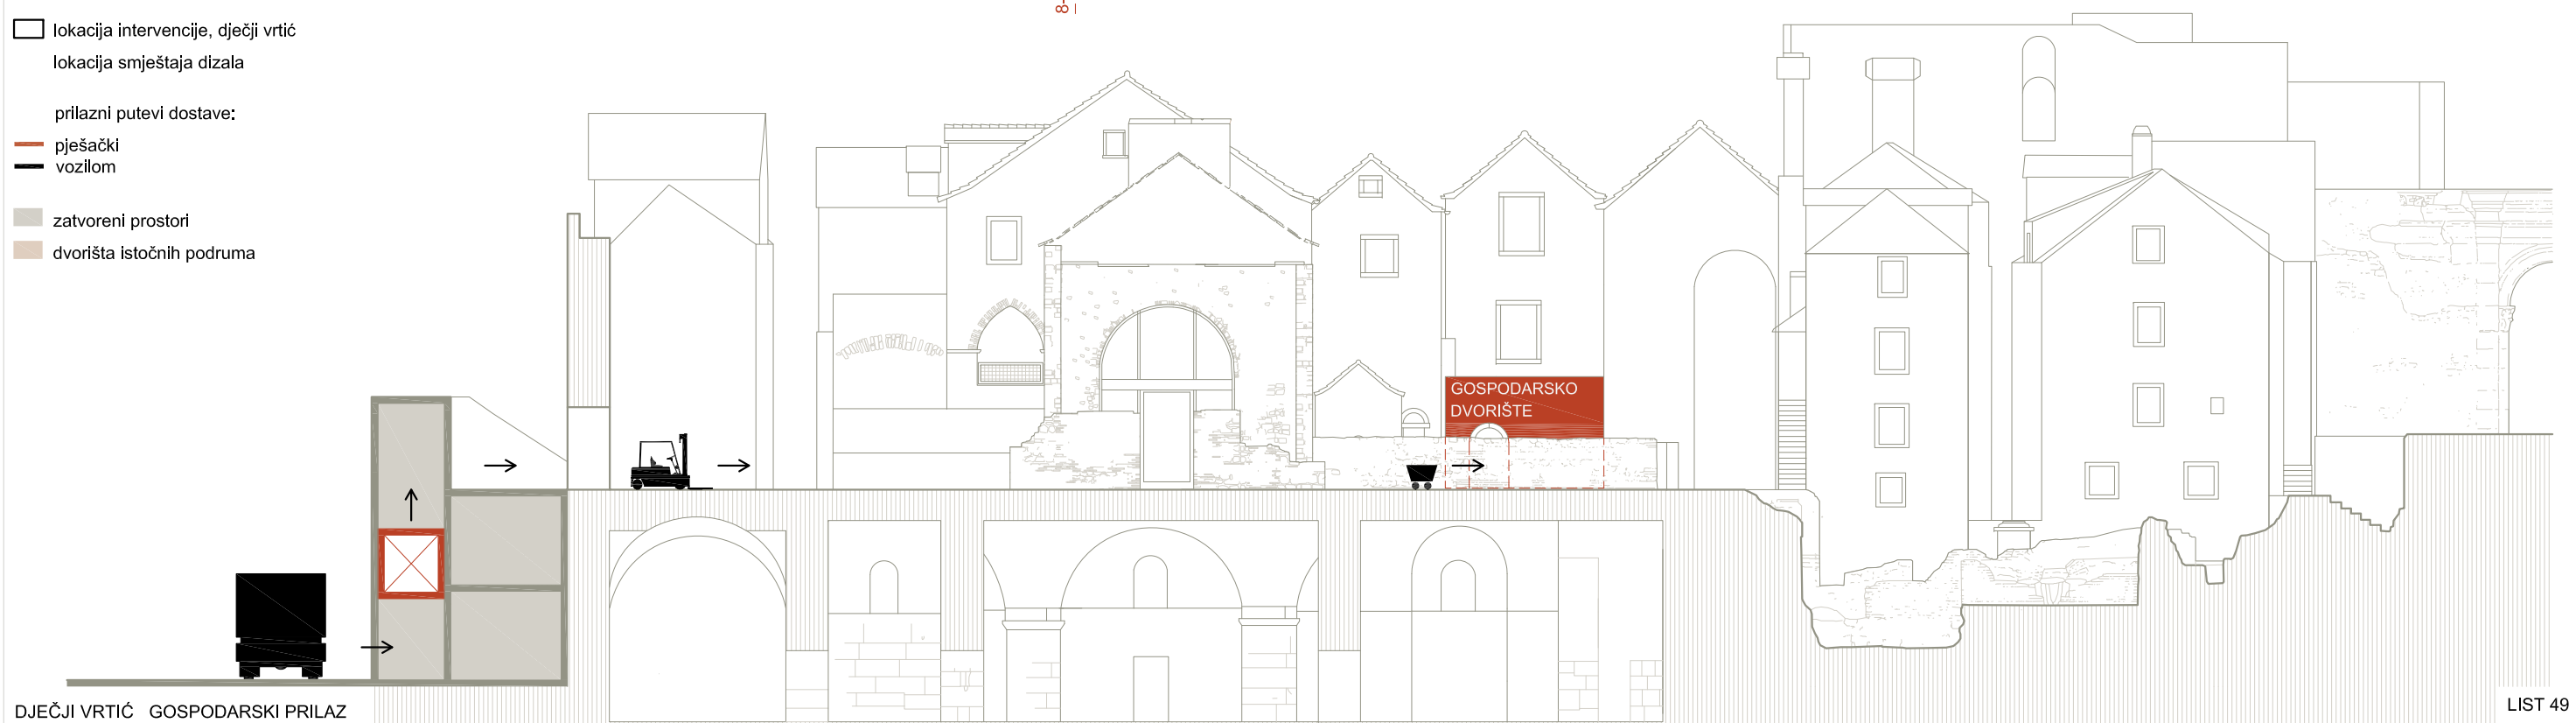 8-
lokacija intervencije, dječji vrtić
lokacija smještaja dizala
prilazni putevi dostave:
pješački
vozilom
zatvoreni prostori
dvorišta istočnih podruma
GOSPODARSKO
DVORIŠTE
DJEČJI VRTIĆ GOSPODARSKI PRILAZ
LIST 49